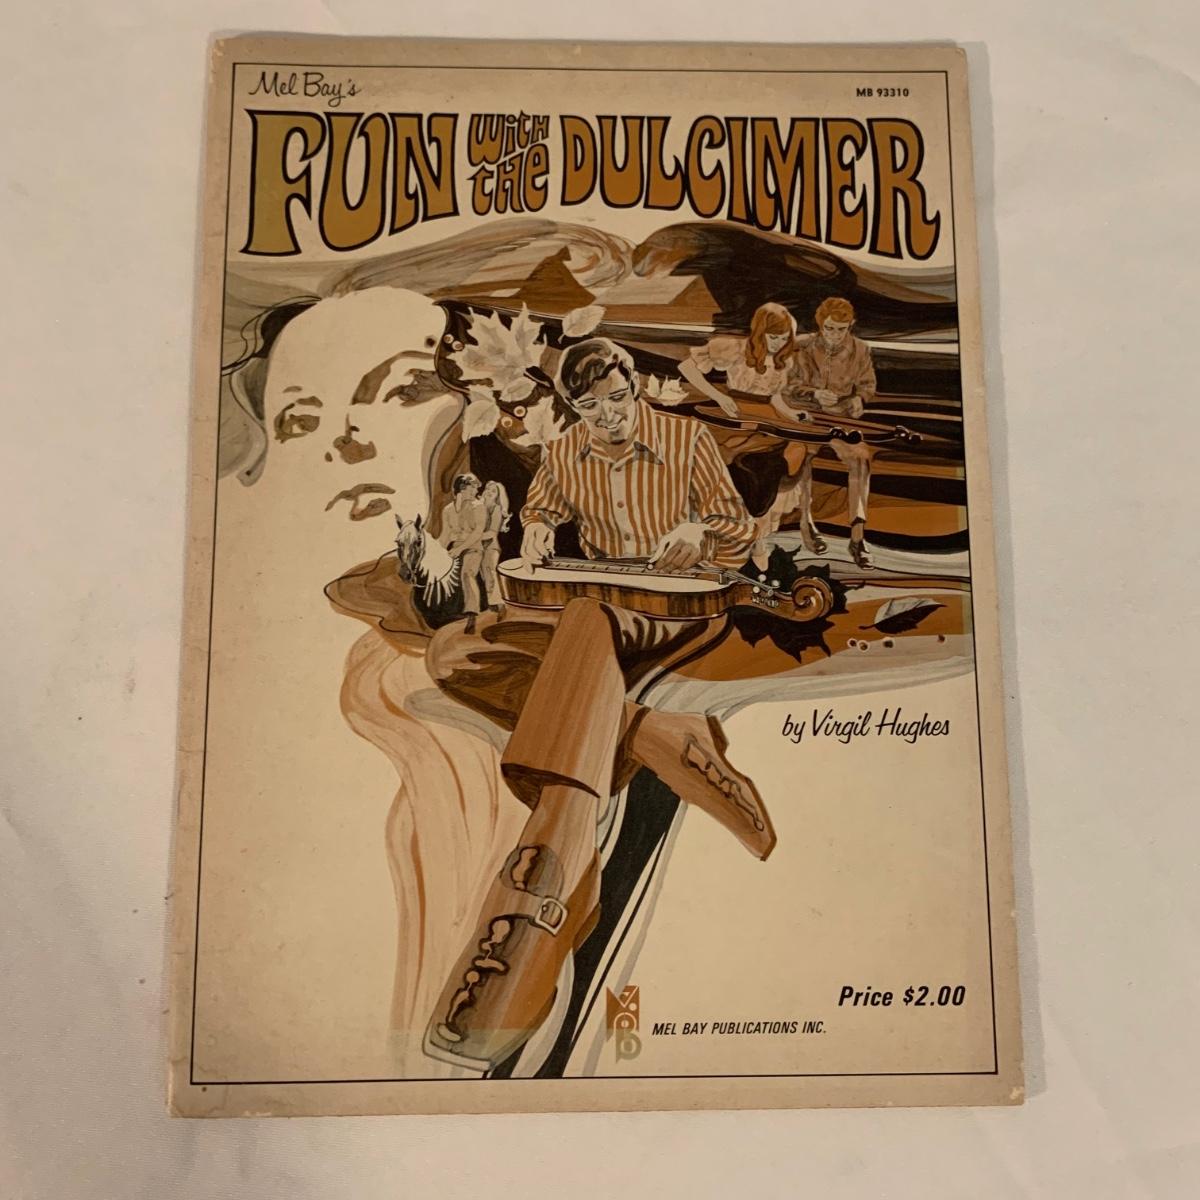 Mel Bay's
MB 93310
FUN with the DULCIMER
by Virgil Hughes
Price $2.00
MEL BAY PUBLICATIONS INC.